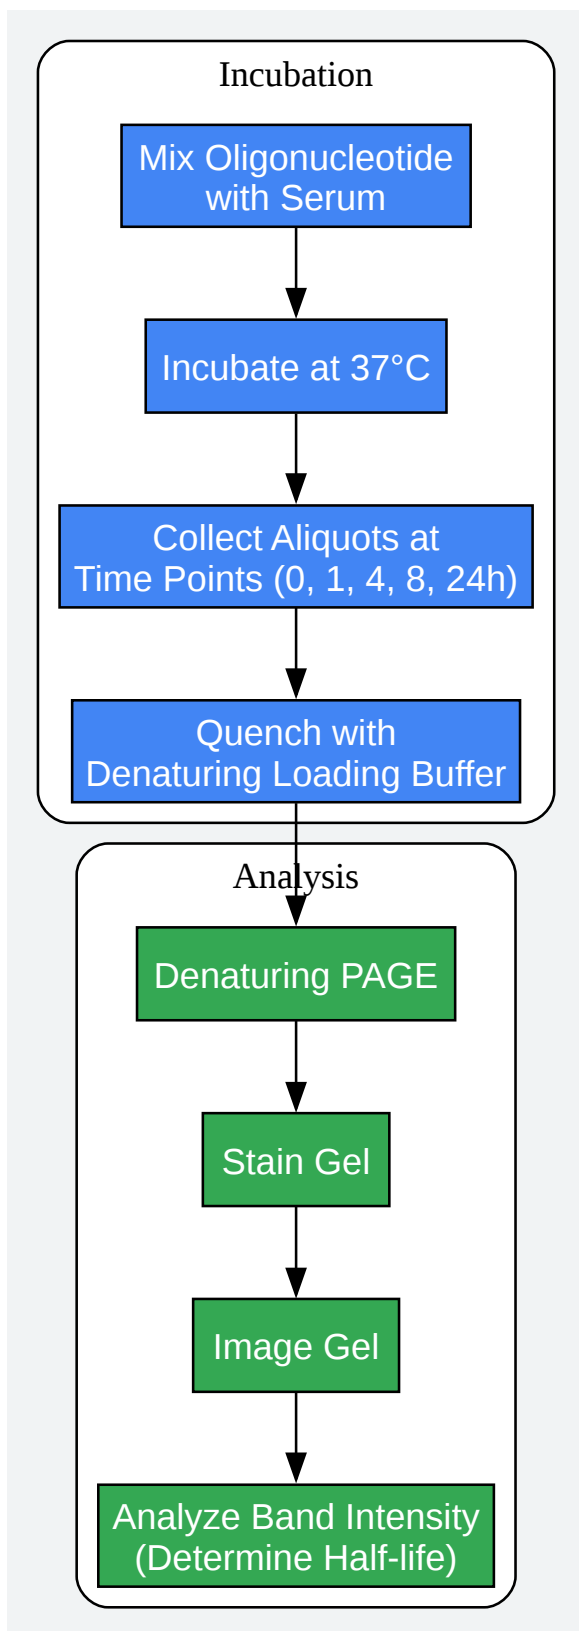 Incubation
Mix Oligonucleotide
with Serum
Incubate at 37°C
Collect Aliquots at
Time Points (0, 1, 4, 8, 24h)
Quench with
Denaturing Loading Buffer
Analysis
Denaturing PAGE
Stain Gel
Image Gel
Analyze Band Intensity
(Determine Half-life)